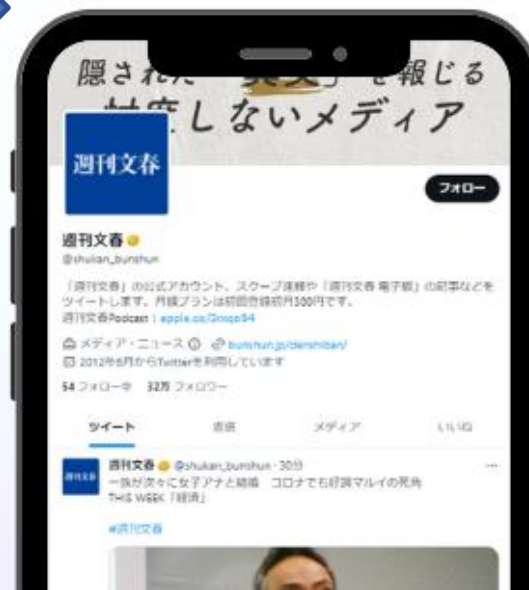 隠された「真実」を報じる
忖度しないメディア
週刊文春
フォロー
週刊文春
@shukan_bunshun
「週刊文春」の公式アカウント、スクープ速報や「週刊文春 電子版」の記事などを
ツイートします。月額プランは初回登録初月300円です。
週刊文春Podcast:
メディア・ニュース bunshun.jp/denshiban/
2012年6月からTwitterを利用しています
54 フォロー中 32万 フォロワー
ツイート 返信 メディア いいね
週刊文春 @shukan_bunshun・30分
一族が次々に女子アナと結婚 コロナでも好調マルイの死角
THIS WEEK「経済」
#週刊文春